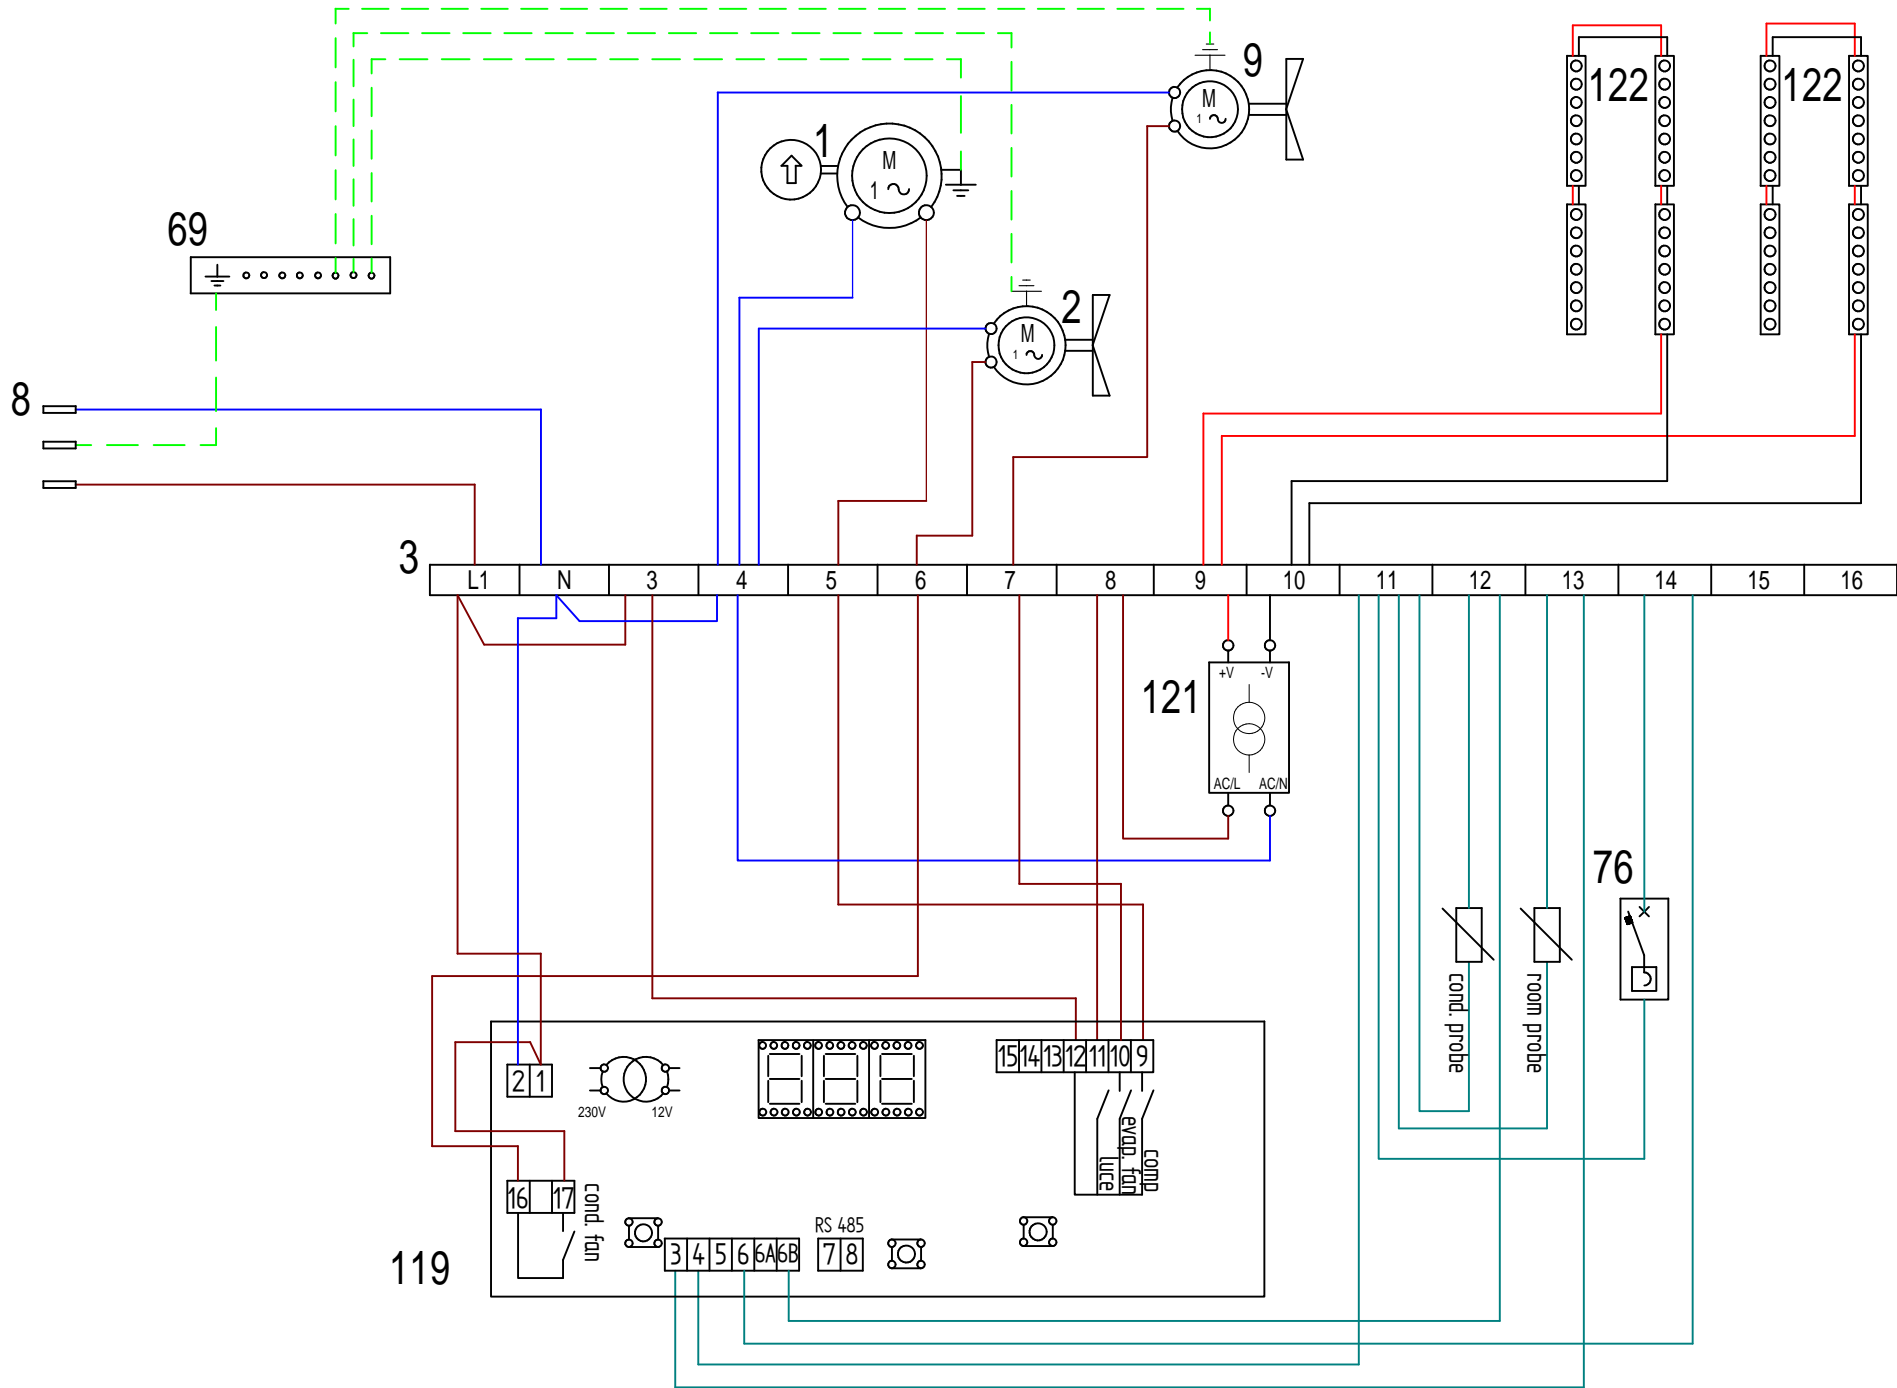 9
122
122
1
M
1
M
1
69
2
M
1
8
3
L1 N 3 4 5 6 7 8 9 10 11 12 13 14 15 16
+V -V
121
AC/L AC/N
76
cond. probe
room probe
2 1
230V 12V
15 14 13 12 11 10 9
luce
evap. fan
comp
16 17
cond. fan
RS 485
3 4 5 6 6A 6B
7 8
119